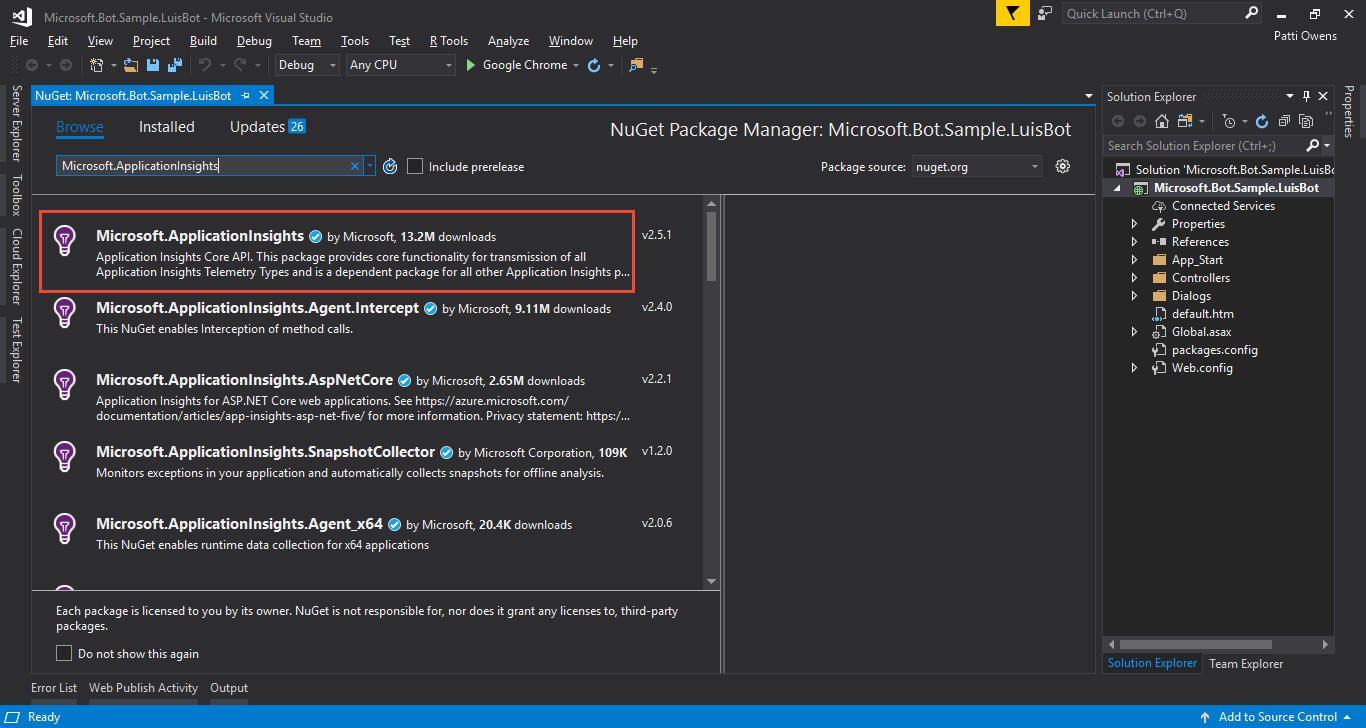 Microsoft.Bot.Sample.LuisBot - Microsoft Visual Studio
Quick Launch (Ctrl+Q)
File Edit View Project Build Debug Team Tools Test R Tools Analyze Window Help
Patti Owens
Debug Any CPU Google Chrome
Server Explorer
Toolbox
Cloud Explorer
Test Explorer
NuGet: Microsoft.Bot.Sample.LuisBot
Browse Installed Updates 26
NuGet Package Manager: Microsoft.Bot.Sample.LuisBot
Microsoft.ApplicationInsights
Include prerelease
Package source: nuget.org
Microsoft.ApplicationInsights by Microsoft, 13.2M downloads v2.5.1
Application Insights Core API. This package provides core functionality for transmission of all
Application Insights Telemetry Types and is a dependent package for all other Application Insights p...
Microsoft.ApplicationInsights.Agent.Intercept by Microsoft, 9.11M downloads v2.4.0
This NuGet enables Interception of method calls.
Microsoft.ApplicationInsights.AspNetCore by Microsoft, 2.65M downloads v2.2.1
Application Insights for ASP.NET Core web applications. See https://azure.microsoft.com/
documentation/articles/app-insights-asp-net-five/ for more information. Privacy statement: https:/...
Microsoft.ApplicationInsights.SnapshotCollector by Microsoft Corporation, 109K v1.2.0
Monitors exceptions in your application and automatically collects snapshots for offline analysis.
Microsoft.ApplicationInsights.Agent_x64 by Microsoft, 20.4K downloads v2.0.6
This NuGet enables runtime data collection for x64 applications
Each package is licensed to you by its owner. NuGet is not responsible for, nor does it grant any licenses to, third-party
packages.
Do not show this again
Solution Explorer
Search Solution Explorer (Ctrl+;)
Solution 'Microsoft.Bot.Sample.LuisBo
Microsoft.Bot.Sample.LuisBot
Connected Services
Properties
References
App_Start
Controllers
Dialogs
default.htm
Global.asax
packages.config
Web.config
Solution Explorer Team Explorer
Properties
Error List Web Publish Activity Output
Ready
Add to Source Control